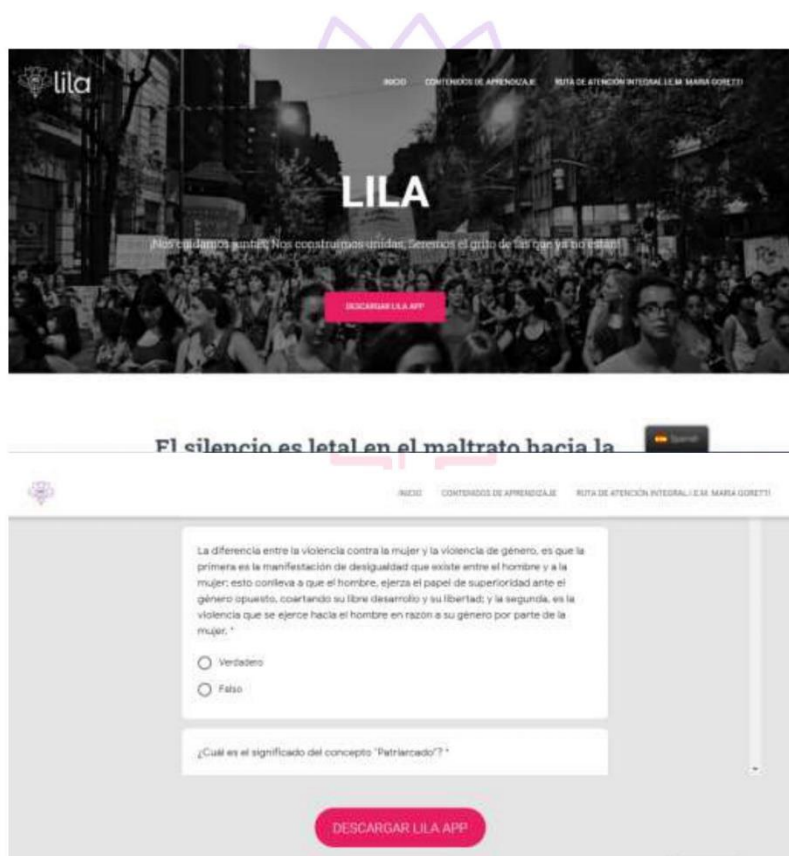 lila
INICIO CONTENIDOS DE APRENDIZAJE RUTA DE ATENCIÓN INTEGRAL I.E.M. MARIA GORETTI
LILA
¡Nos cuidamos juntas; Nos construimos unidas; Seremos el grito de las que ya no están!
DESCARGAR LILA APP
El silencio es letal en el maltrato hacia la
Spanish
INICIO CONTENIDOS DE APRENDIZAJE RUTA DE ATENCIÓN INTEGRAL I.E.M. MARIA GORETTI
La diferencia entre la violencia contra la mujer y la violencia de género, es que la
primera es la manifestación de desigualdad que existe entre el hombre y a la
mujer; esto conlleva a que el hombre, ejerza el papel de superioridad ante el
género opuesto, coartando su libre desarrollo y su libertad; y la segunda, es la
violencia que se ejerce hacia el hombre en razón a su género por parte de la
mujer. *
Verdadero
Falso
¿Cuál es el significado del concepto "Patriarcado"? *
DESCARGAR LILA APP